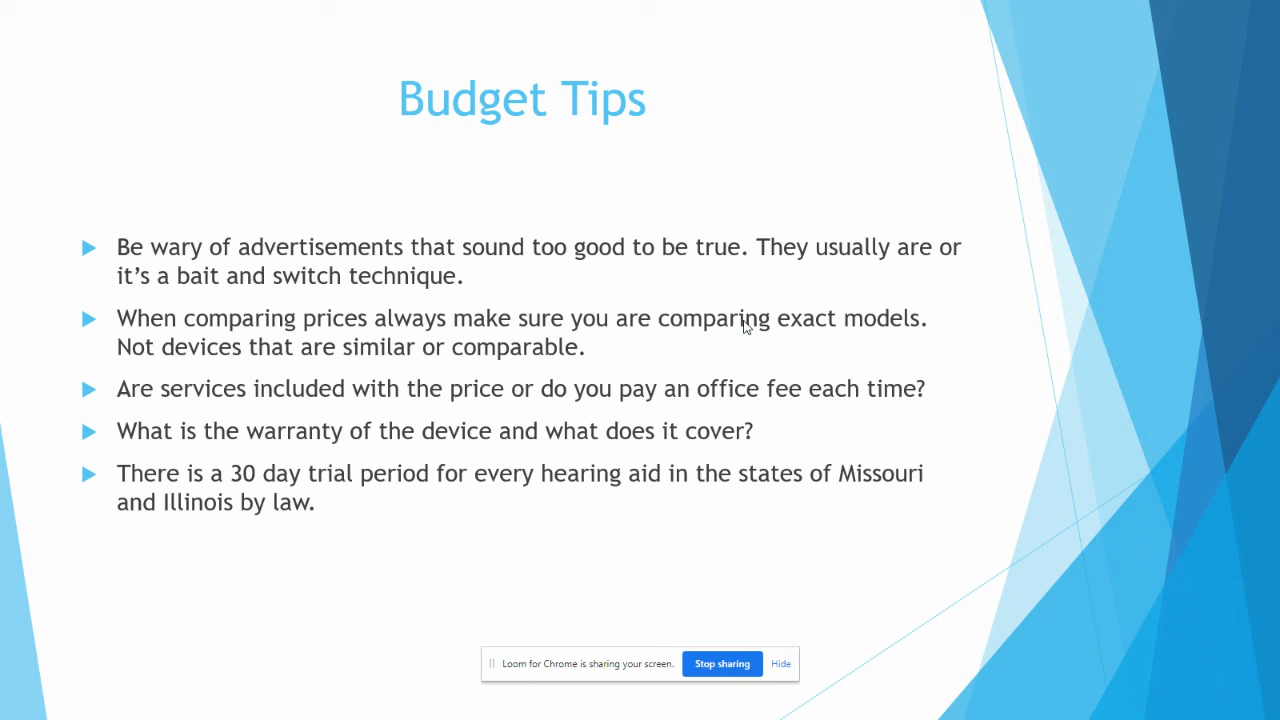 Budget Tips
Be wary of advertisements that sound too good to be true. They usually are or
it's a bait and switch technique.
When comparing prices always make sure you are comparing exact models.
Not devices that are similar or comparable.
Are services included with the price or do you pay an office fee each time?
What is the warranty of the device and what does it cover?
There is a 30 day trial period for every hearing aid in the states of Missouri
and Illinois by law.
Loom for Chrome is sharing your screen. Stop sharing Hide